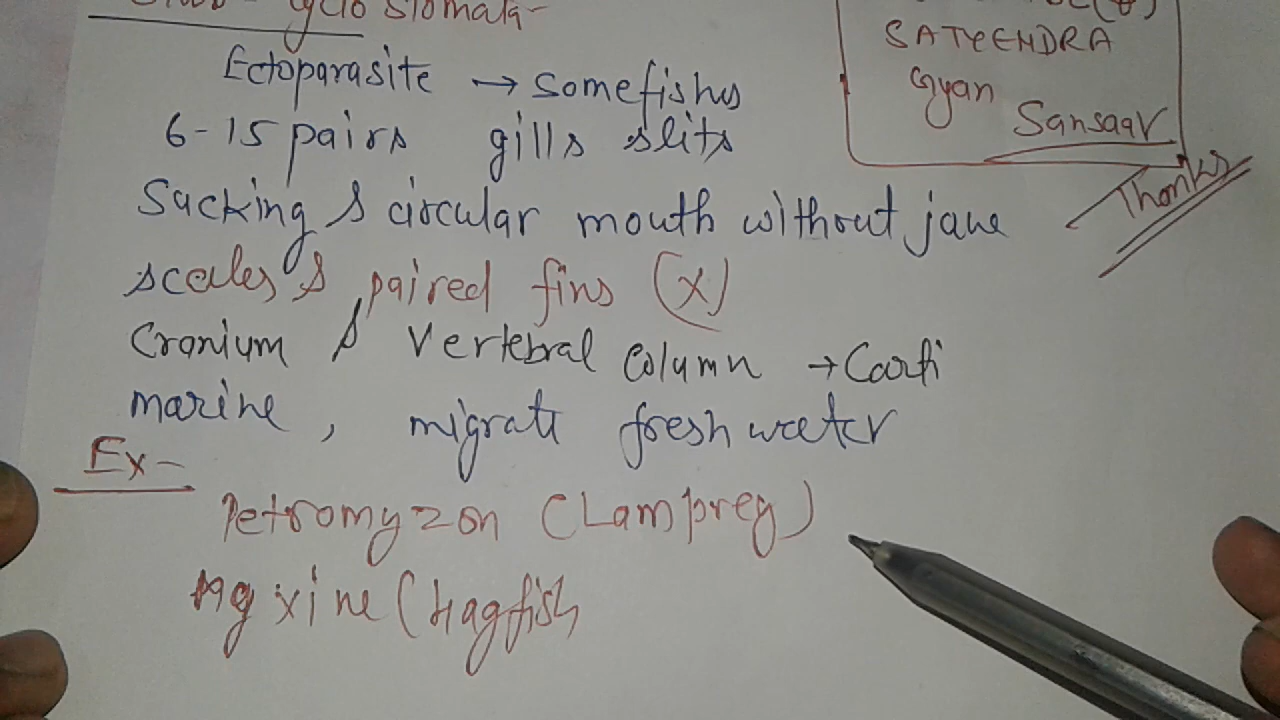 Cyclostomata-
Ectoparasite → some fishes
6-15 pairs gills slits
Sucking & circular mouth without jaw
scales & paired fins (x)
Cranium & Vertebral column → Carti
marine, migrate fresh water
Ex-
Petromyzon (Lamprey)
Myxine (Hagfish
SATYENDRA
Gyan
Sansaar
Thanks